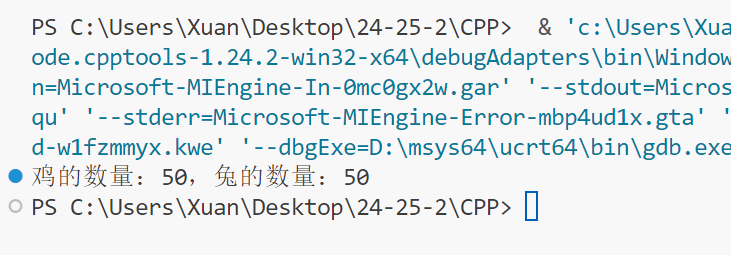 PS C:\Users\Xuan\Desktop\24-25-2\CPP>  & 'c:\Users\Xua
ode.cpptools-1.24.2-win32-x64\debugAdapters\bin\Window
n=Microsoft-MIEngine-In-0mc0gx2w.gar' '--stdout=Micros
qu' '--stderr=Microsoft-MIEngine-Error-mbp4ud1x.gta' '
d-w1fzmmyx.kwe' '--dbgExe=D:\msys64\ucrt64\bin\gdb.exe
鸡的数量：50，兔的数量：50
PS C:\Users\Xuan\Desktop\24-25-2\CPP>